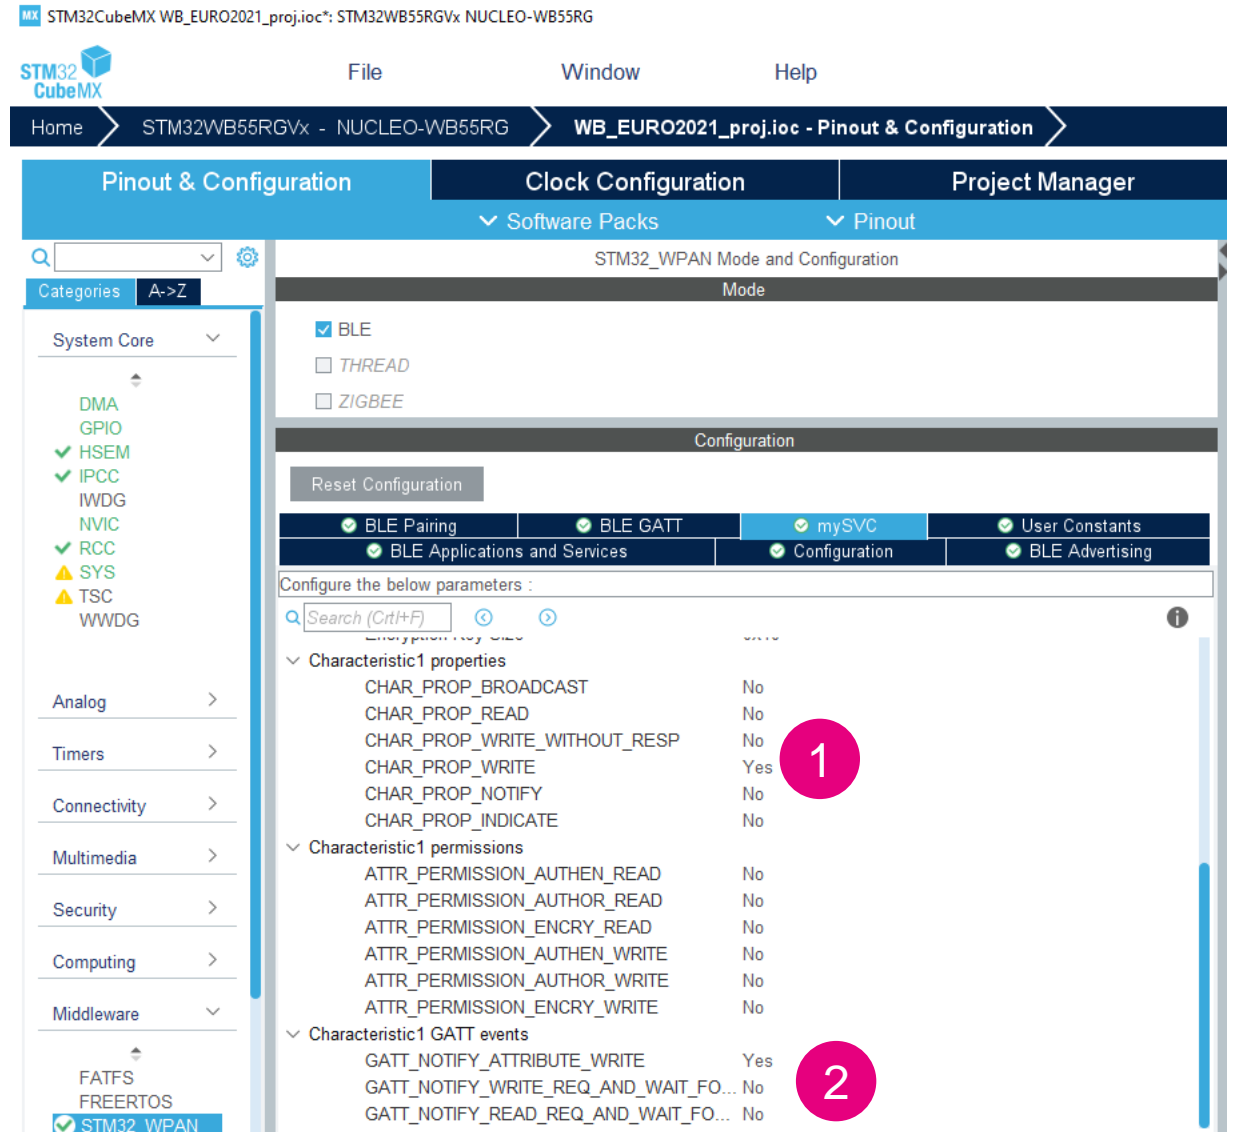 MX STM32CubeMX WB_EURO2021_proj.ioc*: STM32WB55RGVx NUCLEO-WB55RG
STM32
CubeMX
File Window Help
Home STM32WB55RGVx - NUCLEO-WB55RG WB_EURO2021_proj.ioc - Pinout & Configuration
Pinout & Configuration Clock Configuration Project Manager
Software Packs Pinout
STM32_WPAN Mode and Configuration
Categories A->Z
Mode
System Core
BLE
THREAD
ZIGBEE
DMA
GPIO
HSEM
IPCC
IWDG
NVIC
RCC
SYS
TSC
WWDG
Analog
Timers
Connectivity
Multimedia
Security
Computing
Middleware
FATFS
FREERTOS
STM32_WPAN
Configuration
Reset Configuration
BLE Pairing BLE GATT mySVC User Constants
BLE Applications and Services Configuration BLE Advertising
Configure the below parameters :
Search (Crtl+F)
Encryption Key Size 0x10
Characteristic1 properties
CHAR_PROP_BROADCAST No
CHAR_PROP_READ No
CHAR_PROP_WRITE_WITHOUT_RESP No
CHAR_PROP_WRITE Yes
CHAR_PROP_NOTIFY No
CHAR_PROP_INDICATE No
1
Characteristic1 permissions
ATTR_PERMISSION_AUTHEN_READ No
ATTR_PERMISSION_AUTHOR_READ No
ATTR_PERMISSION_ENCRY_READ No
ATTR_PERMISSION_AUTHEN_WRITE No
ATTR_PERMISSION_AUTHOR_WRITE No
ATTR_PERMISSION_ENCRY_WRITE No
Characteristic1 GATT events
GATT_NOTIFY_ATTRIBUTE_WRITE Yes
GATT_NOTIFY_WRITE_REQ_AND_WAIT_FO... No
GATT_NOTIFY_READ_REQ_AND_WAIT_FO... No
2